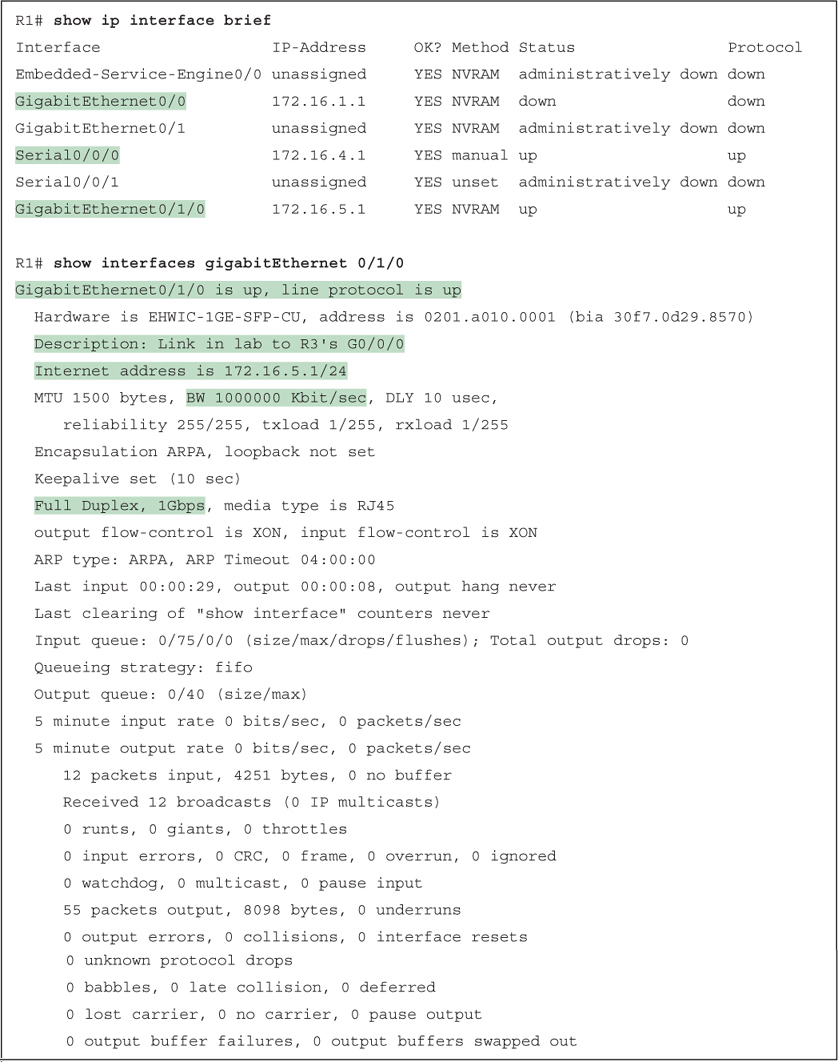 R1# show ip interface brief
Interface IP-Address OK? Method Status Protocol
Embedded-Service-Engine0/0 unassigned YES NVRAM administratively down down
GigabitEthernet0/0 172.16.1.1 YES NVRAM down down
GigabitEthernet0/1 unassigned YES NVRAM administratively down down
Serial0/0/0 172.16.4.1 YES manual up up
Serial0/0/1 unassigned YES unset administratively down down
GigabitEthernet0/1/0 172.16.5.1 YES NVRAM up up
R1# show interfaces gigabitEthernet 0/1/0
GigabitEthernet0/1/0 is up, line protocol is up
Hardware is EHWIC-1GE-SFP-CU, address is 0201.a010.0001 (bia 30f7.0d29.8570)
Description: Link in lab to R3's G0/0/0
Internet address is 172.16.5.1/24
MTU 1500 bytes, BW 1000000 Kbit/sec, DLY 10 usec,
reliability 255/255, txload 1/255, rxload 1/255
Encapsulation ARPA, loopback not set
Keepalive set (10 sec)
Full Duplex, 1Gbps, media type is RJ45
output flow-control is XON, input flow-control is XON
ARP type: ARPA, ARP Timeout 04:00:00
Last input 00:00:29, output 00:00:08, output hang never
Last clearing of "show interface" counters never
Input queue: 0/75/0/0 (size/max/drops/flushes); Total output drops: 0
Queueing strategy: fifo
Output queue: 0/40 (size/max)
5 minute input rate 0 bits/sec, 0 packets/sec
5 minute output rate 0 bits/sec, 0 packets/sec
12 packets input, 4251 bytes, 0 no buffer
Received 12 broadcasts (0 IP multicasts)
0 runts, 0 giants, 0 throttles
0 input errors, 0 CRC, 0 frame, 0 overrun, 0 ignored
0 watchdog, 0 multicast, 0 pause input
55 packets output, 8098 bytes, 0 underruns
0 output errors, 0 collisions, 0 interface resets
0 unknown protocol drops
0 babbles, 0 late collision, 0 deferred
0 lost carrier, 0 no carrier, 0 pause output
0 output buffer failures, 0 output buffers swapped out